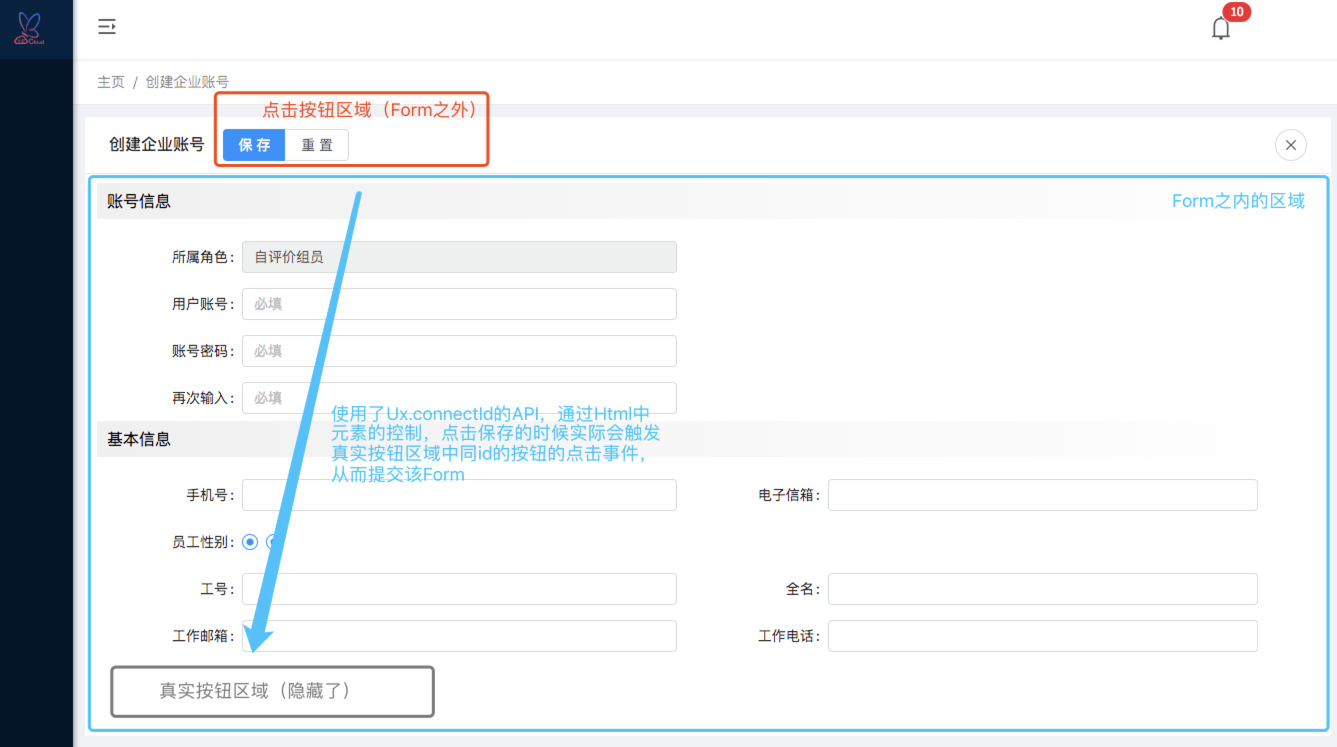 10
主页 / 创建企业账号
点击按钮区域（Form之外）
创建企业账号 保 存 重 置
账号信息 Form之内的区域
所属角色： 自评价组员
用户账号： 必填
账号密码： 必填
再次输入： 必填
使用了Ux.connectId的API，通过Html中
元素的控制，点击保存的时候实际会触发
真实按钮区域中同id的按钮的点击事件，
从而提交该Form
基本信息
手机号： 电子信箱：
员工性别：
工号： 全名：
工作邮箱： 工作电话：
真实按钮区域（隐藏了）